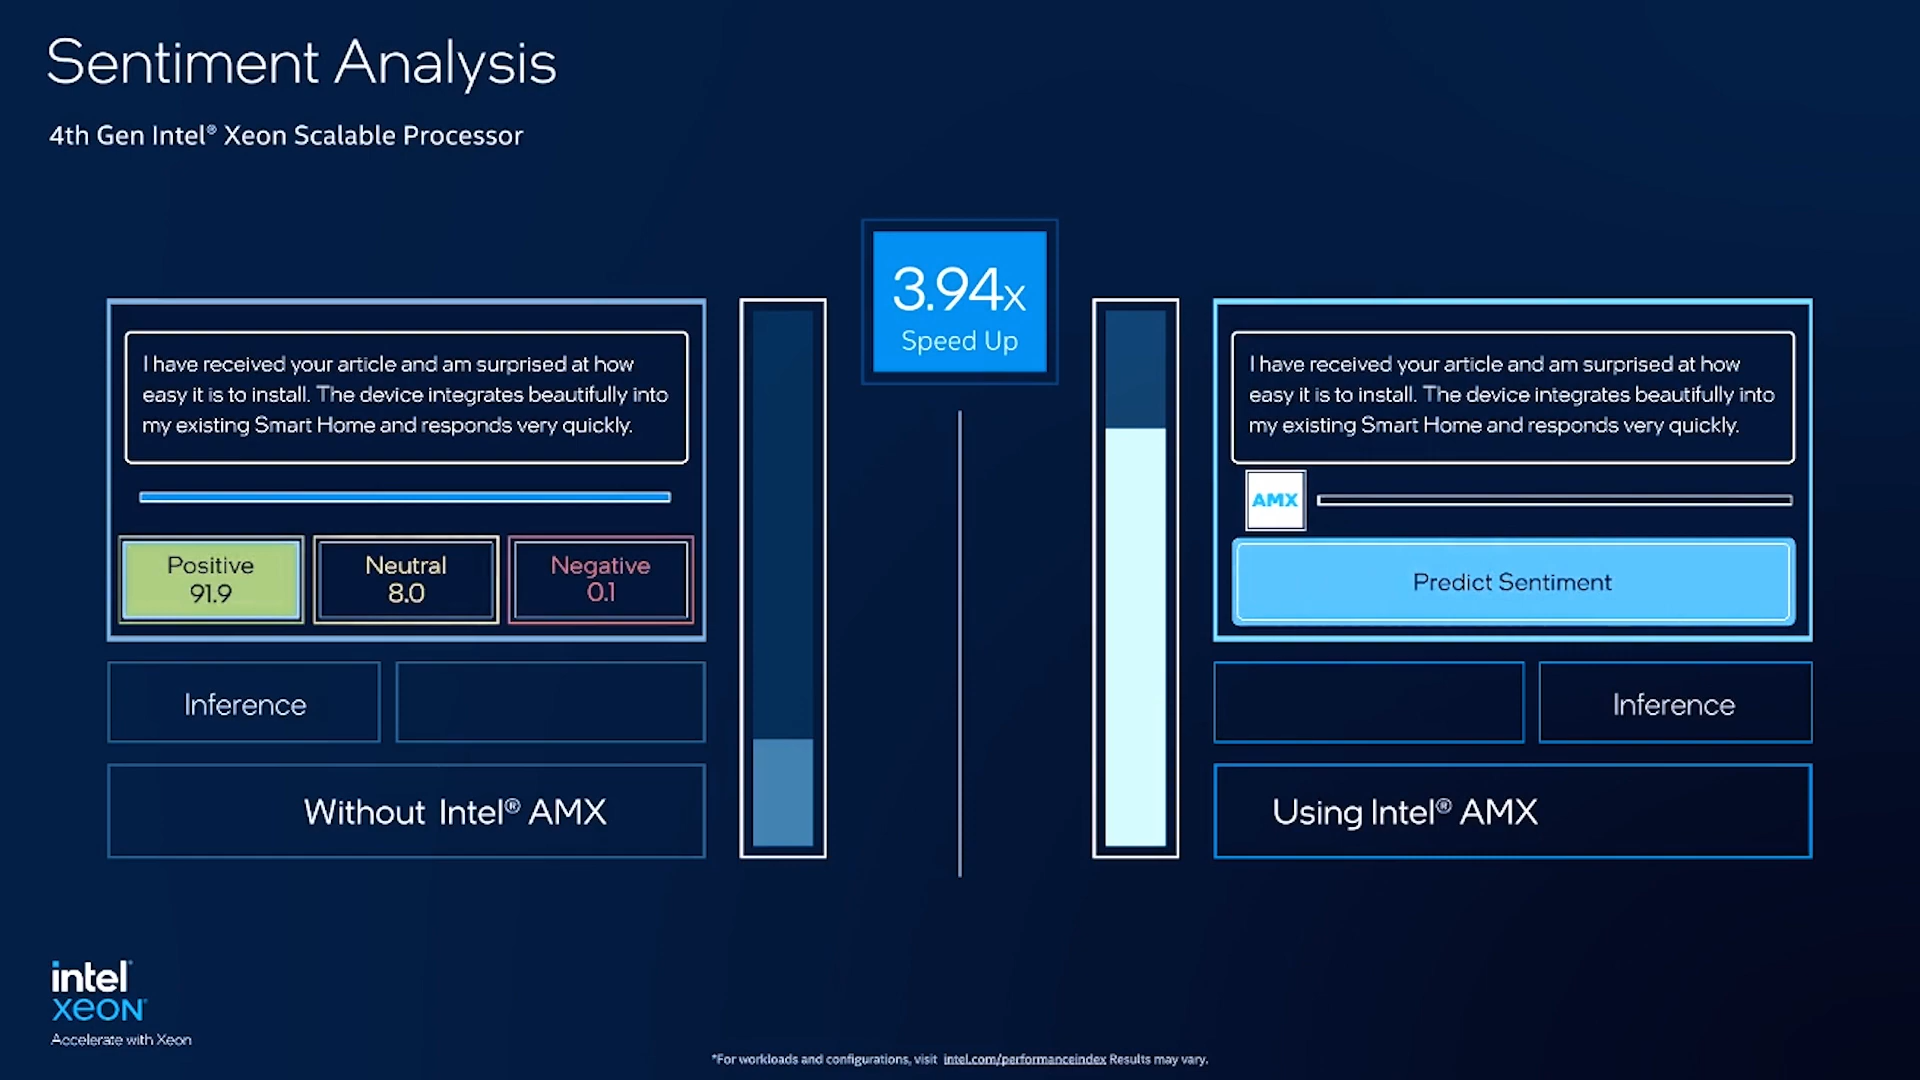 Sentiment Analysis
4th Gen Intel® Xeon Scalable Processor
3.94x
Speed Up
I have received your article and am surprised at how
easy it is to install. The device integrates beautifully into
my existing Smart Home and responds very quickly.
Positive
91.9
Neutral
8.0
Negative
0.1
Inference
Without Intel® AMX
I have received your article and am surprised at how
easy it is to install. The device integrates beautifully into
my existing Smart Home and responds very quickly.
AMX
Predict Sentiment
Inference
Using Intel® AMX
intel
xeon
Accelerate with Xeon
*For workloads and configurations, visit intel.com/performanceindex Results may vary.